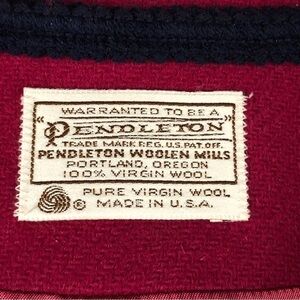 WARRANTED TO BE A
"PENDLETON"
TRADE MARK REG. U.S. PAT. OFF.
PENDLETON WOOLEN MILLS
PORTLAND, OREGON
100% VIRGIN WOOL
PURE VIRGIN WOOL
® MADE IN U.S.A.